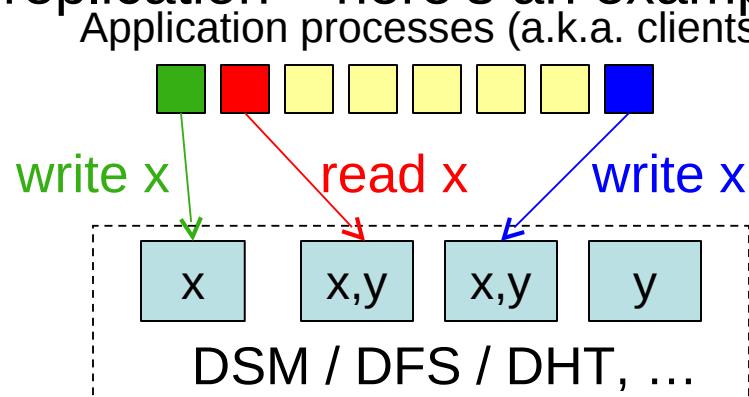 Application processes (a.k.a. clients
write x read x write x
x x,y x,y y
DSM / DFS / DHT, …